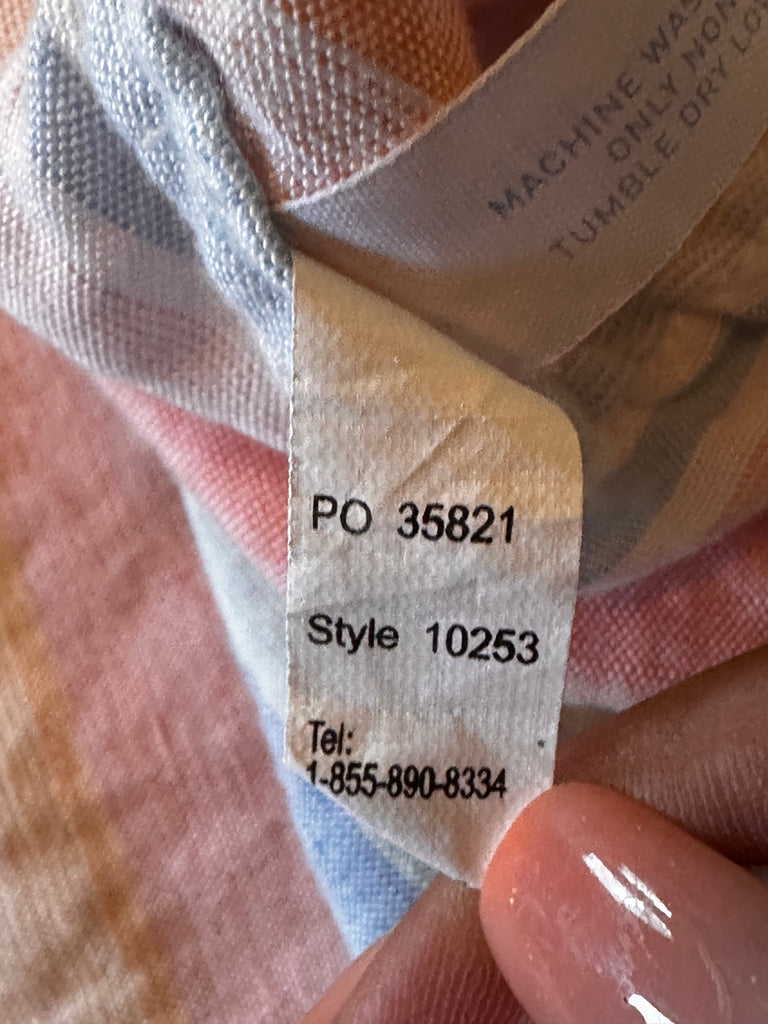 MACHINE WAS
ONLY NON
TUMBLE DRY LO
PO 35821
Style 10253
Tel:
1-855-890-8334